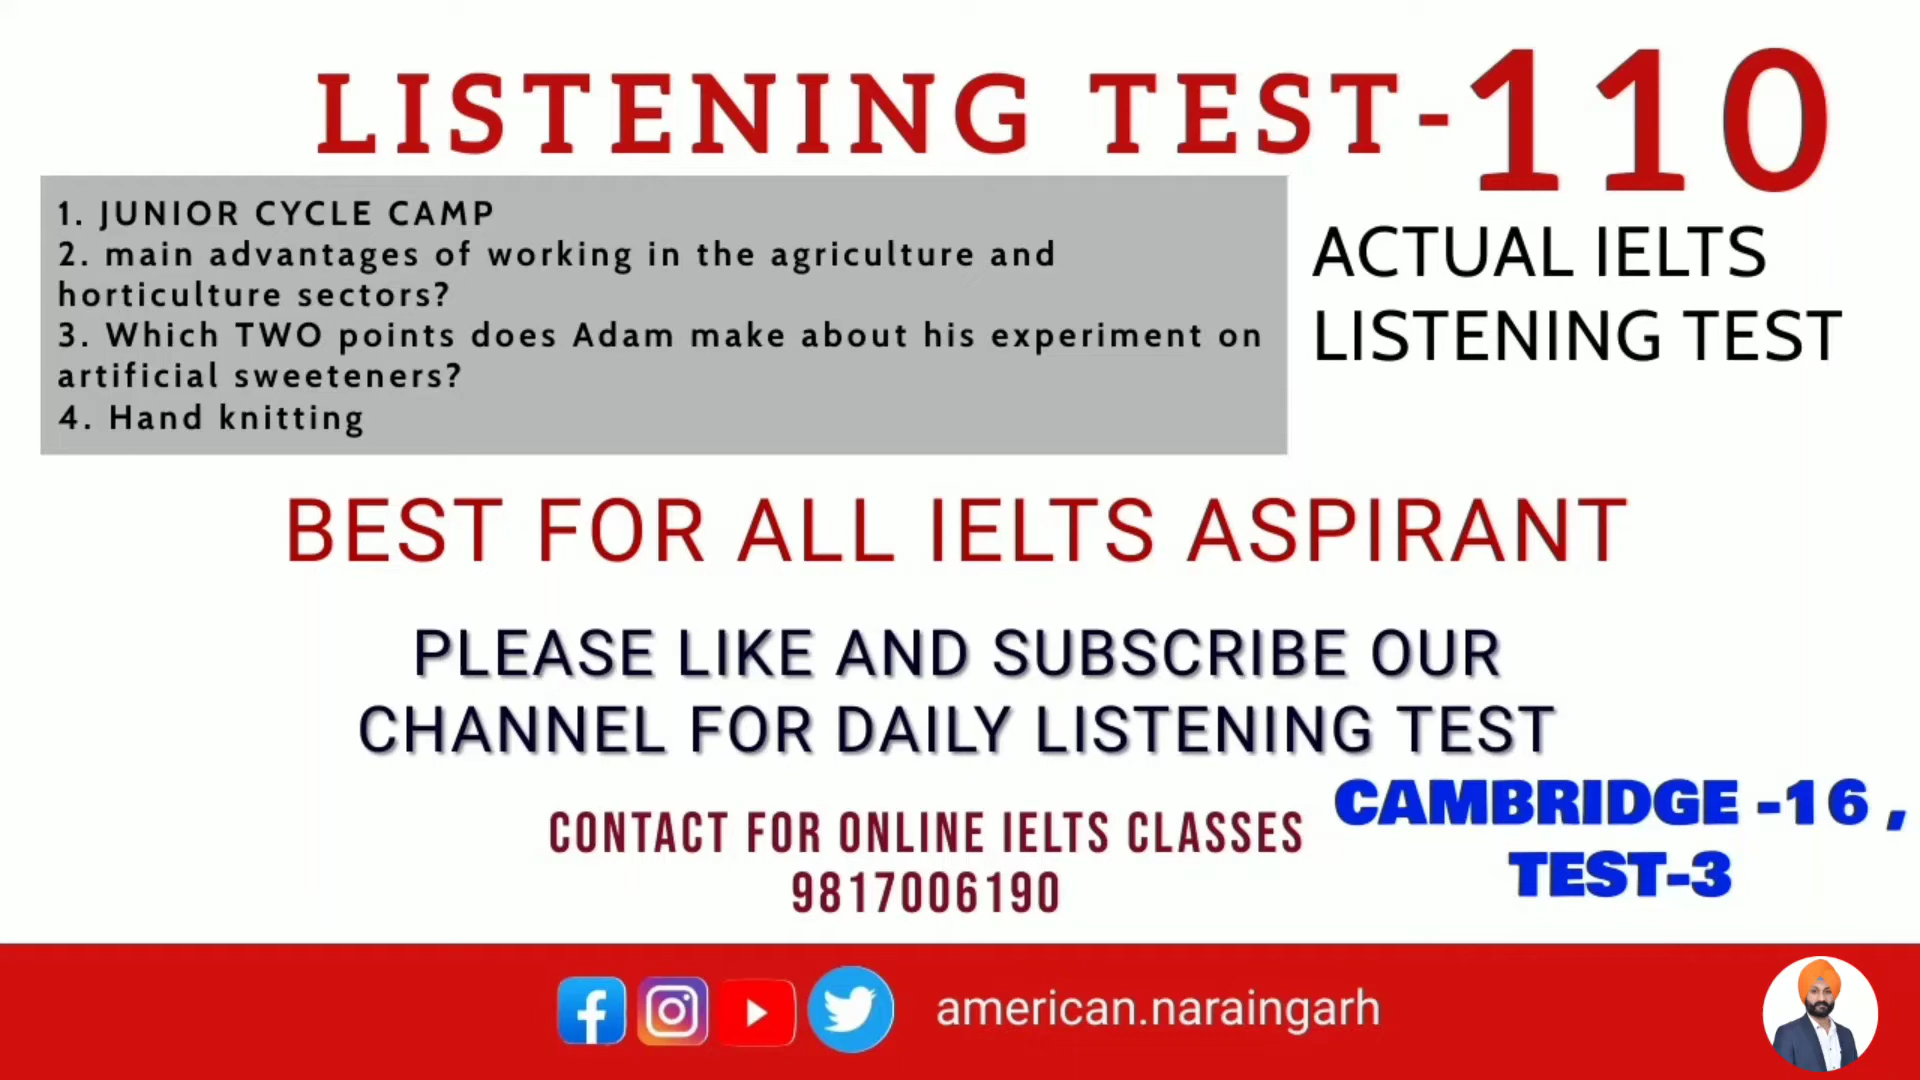 LISTENING TEST-110
1. JUNIOR CYCLE CAMP
2. main advantages of working in the agriculture and
horticulture sectors?
3. Which TWO points does Adam make about his experiment on
artificial sweeteners?
4. Hand knitting
ACTUAL IELTS
LISTENING TEST
BEST FOR ALL IELTS ASPIRANT
PLEASE LIKE AND SUBSCRIBE OUR
CHANNEL FOR DAILY LISTENING TEST
CONTACT FOR ONLINE IELTS CLASSES
9817006190
CAMBRIDGE -16 ,
TEST-3
american.naraingarh